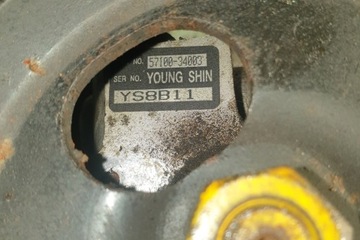 NO. 57100-34003
SER NO. YOUNG SHIN
YS8B11